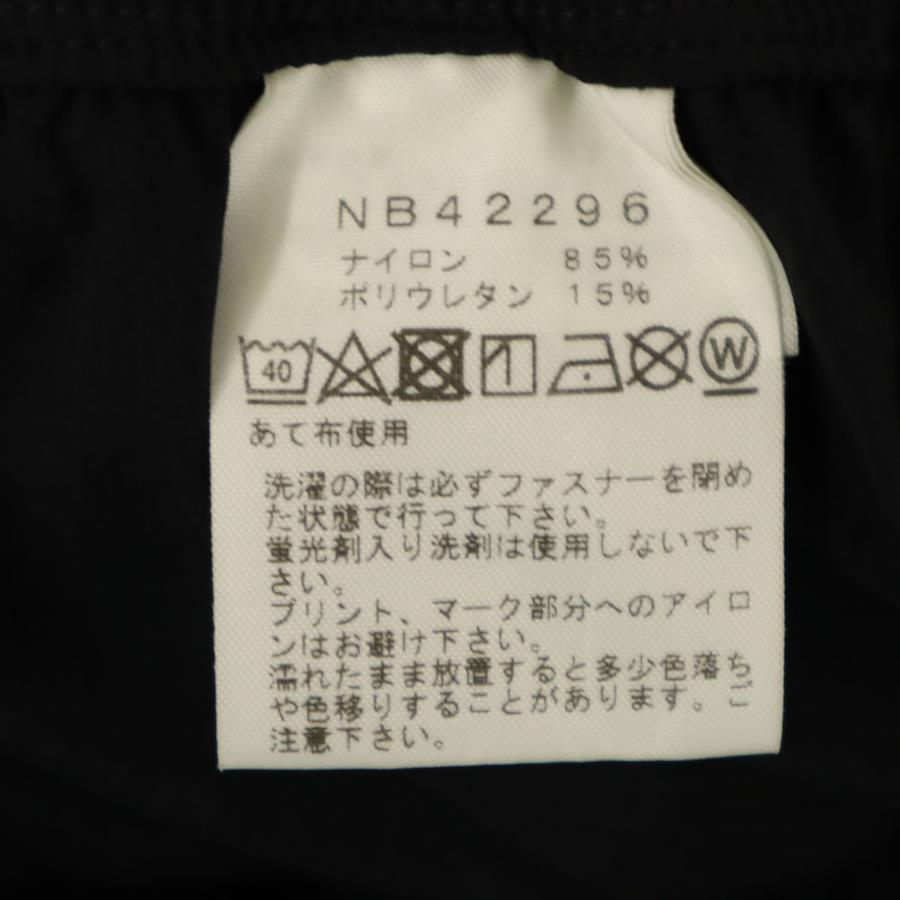 NB42296
ナイロン 85%
ポリウレタン 15%
40 W
あて布使用
洗濯の際は必ずファスナーを閉め
た状態で行って下さい。
蛍光剤入り洗剤は使用しないで下
さい。
プリント、マーク部分へのアイロ
ンはお避け下さい。
濡れたまま放置すると多少色落ち
や色移りすることがあります。ご
注意下さい。